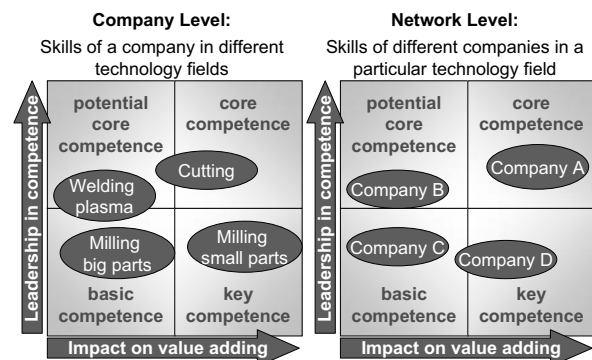 Company Level:
Skills of a company in different
technology fields
Leadership in competence
potential
core
competence
core
competence
Cutting
Welding
plasma
Milling
big parts
Milling
small parts
basic
competence
key
competence
Impact on value adding
Network Level:
Skills of different companies in a
particular technology field
Leadership in competence
potential
core
competence
core
competence
Company A
Company B
Company C
Company D
basic
competence
key
competence
Impact on value adding